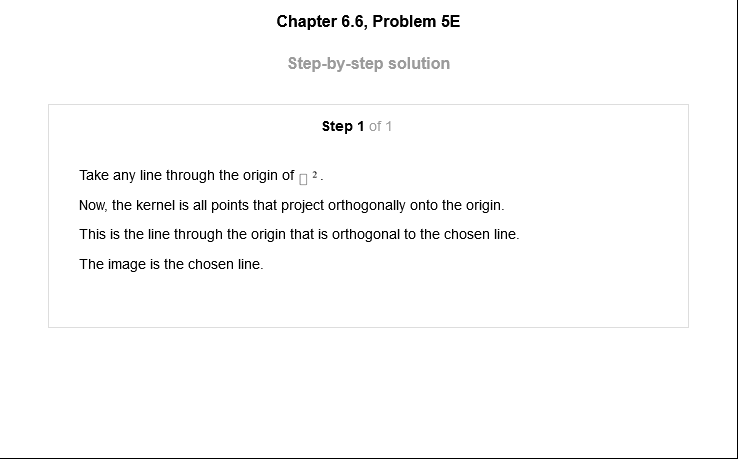 Chapter 6.6, Problem 5E
Step-by-step solution
Step 1 of 1
Take any line through the origin of ▯ ².
Now, the kernel is all points that project orthogonally onto the origin.
This is the line through the origin that is orthogonal to the chosen line.
The image is the chosen line.